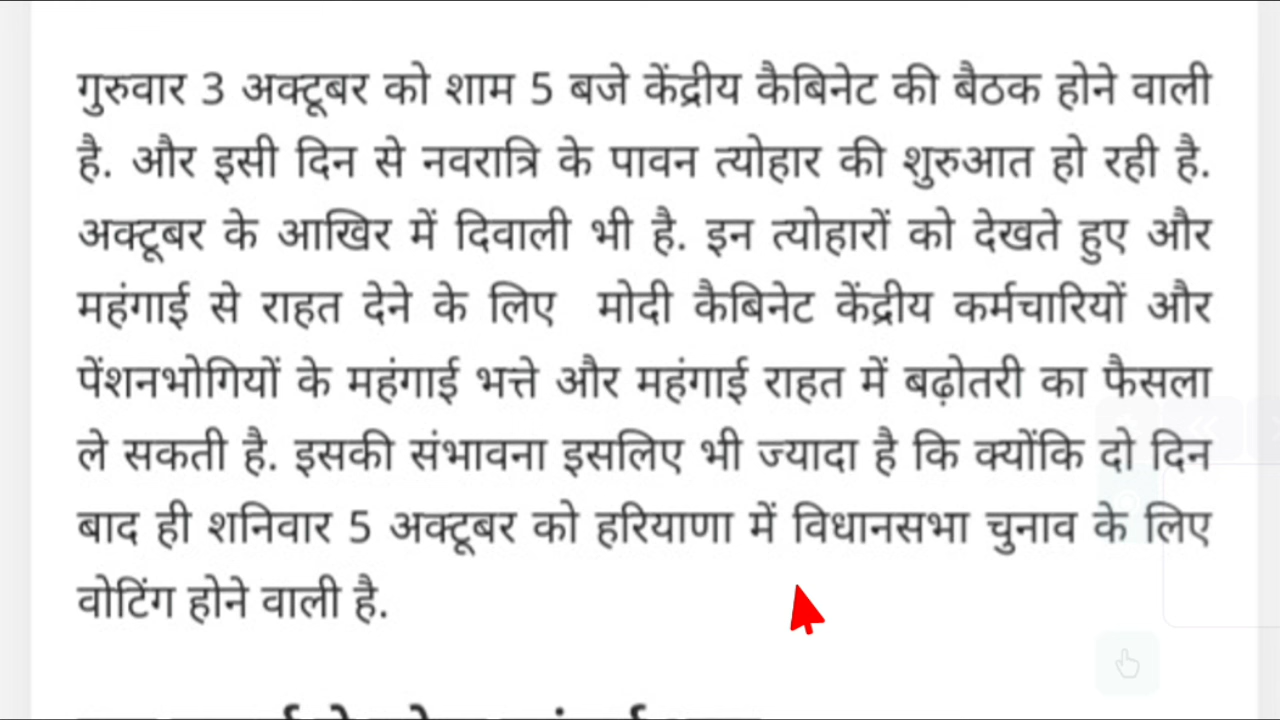 गुरुवार 3 अक्टूबर को शाम 5 बजे केंद्रीय कैबिनेट की बैठक होने वाली
है. और इसी दिन से नवरात्रि के पावन त्योहार की शुरुआत हो रही है.
अक्टूबर के आखिर में दिवाली भी है. इन त्योहारों को देखते हुए और
महंगाई से राहत देने के लिए मोदी कैबिनेट केंद्रीय कर्मचारियों और
पेंशनभोगियों के महंगाई भत्ते और महंगाई राहत में बढ़ोतरी का फैसला
ले सकती है. इसकी संभावना इसलिए भी ज्यादा है कि क्योंकि दो दिन
बाद ही शनिवार 5 अक्टूबर को हरियाणा में विधानसभा चुनाव के लिए
वोटिंग होने वाली है.